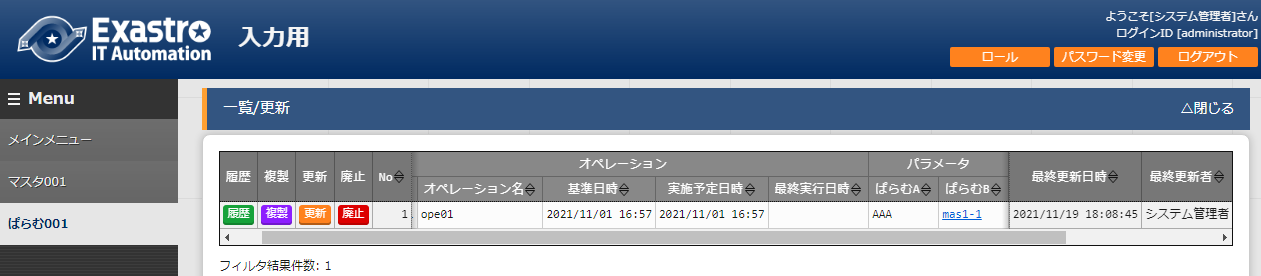 Exastro
IT Automation
入力用
ようこそ[システム管理者]さん
ログインID [administrator]
ロール パスワード変更 ログアウト
Menu
メインメニュー
マスタ001
ぱらむ001
一覧/更新 △閉じる
履歴 複製 更新 廃止 No オペレーション パラメータ 最終更新日時 最終更新者
オペレーション名 基準日時 実施予定日時 最終実行日時 ぱらむA ぱらむB
履歴 複製 更新 廃止 1 ope01 2021/11/01 16:57 2021/11/01 16:57 AAA mas1-1 2021/11/19 18:08:45 システム管理者
フィルタ結果件数: 1